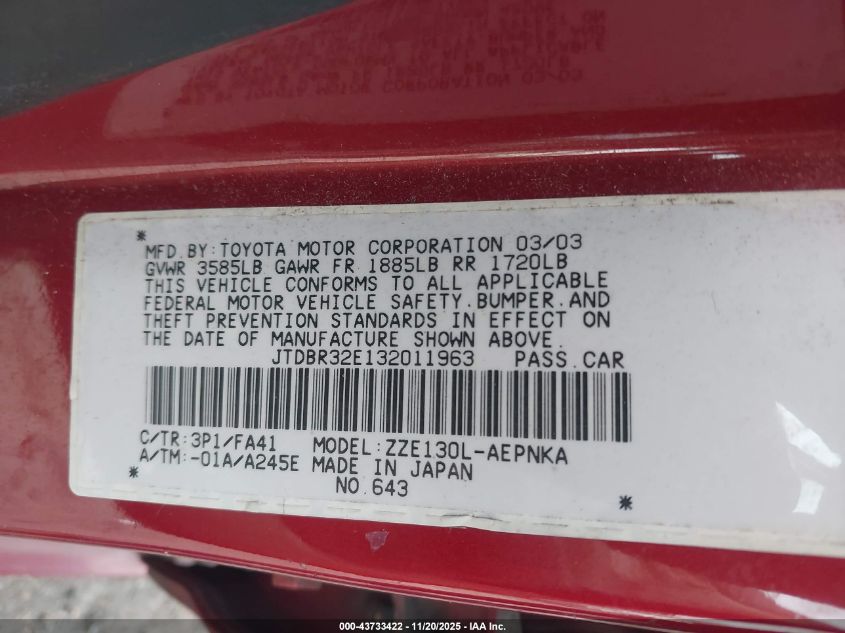 MFD.BY:TOYOTA MOTOR CORPORATION 03/03
GVWR 3585LB GAWR FR 1885LB RR 1720LB
THIS VEHICLE CONFORMS TO ALL APPLICABLE
FEDERAL MOTOR VEHICLE SAFETY.BUMPER.AND
THEFT PREVENTION STANDARDS IN EFFECT ON
THE DATE OF MANUFACTURE SHOWN ABOVE.
JTDBR32E132011963 PASS.CAR
C/TR:3P1/FA41 MODEL:ZZE130L-AEPNKA
A/TM:-01A/A245E MADE IN JAPAN
NO.643
000-43733422 - 11/20/2025 - IAA Inc.